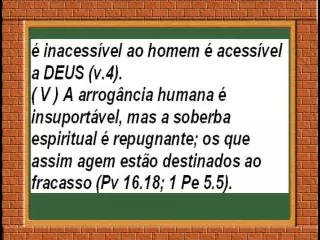 é inacessível ao homem é acessível
a DEUS (v.4).
( V ) A arrogância humana é
insuportável, mas a soberba
espiritual é repugnante; os que
assim agem estão destinados ao
fracasso (Pv 16.18; 1 Pe 5.5).